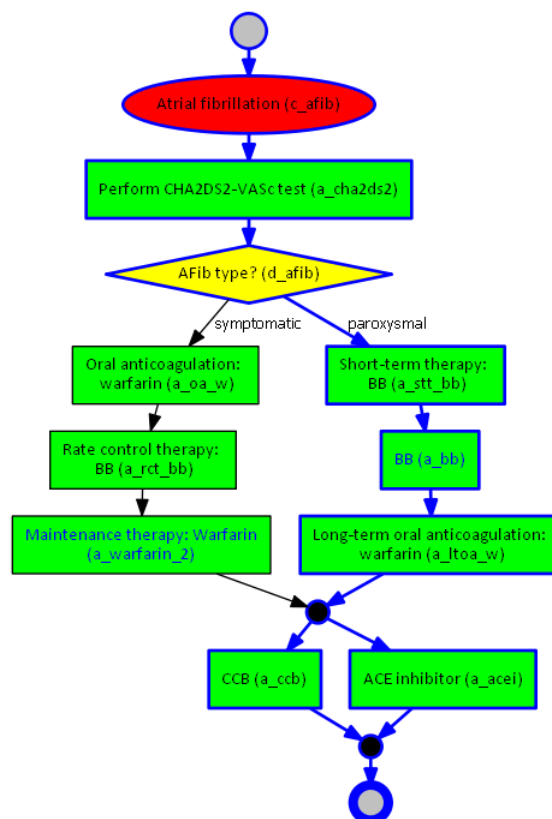 Atrial fibrillation (c_afib)
Perform CHA2DS2-VASc test (a_cha2ds2)
AFib type? (d_afib)
symptomatic
paroxysmal
Oral anticoagulation:
warfarin (a_oa_w)
Short-term therapy:
BB (a_stt_bb)
Rate control therapy:
BB (a_rct_bb)
BB (a_bb)
Maintenance therapy: Warfarin
(a_warfarin_2)
Long-term oral anticoagulation:
warfarin (a_ltoa_w)
CCB (a_ccb)
ACE inhibitor (a_acei)